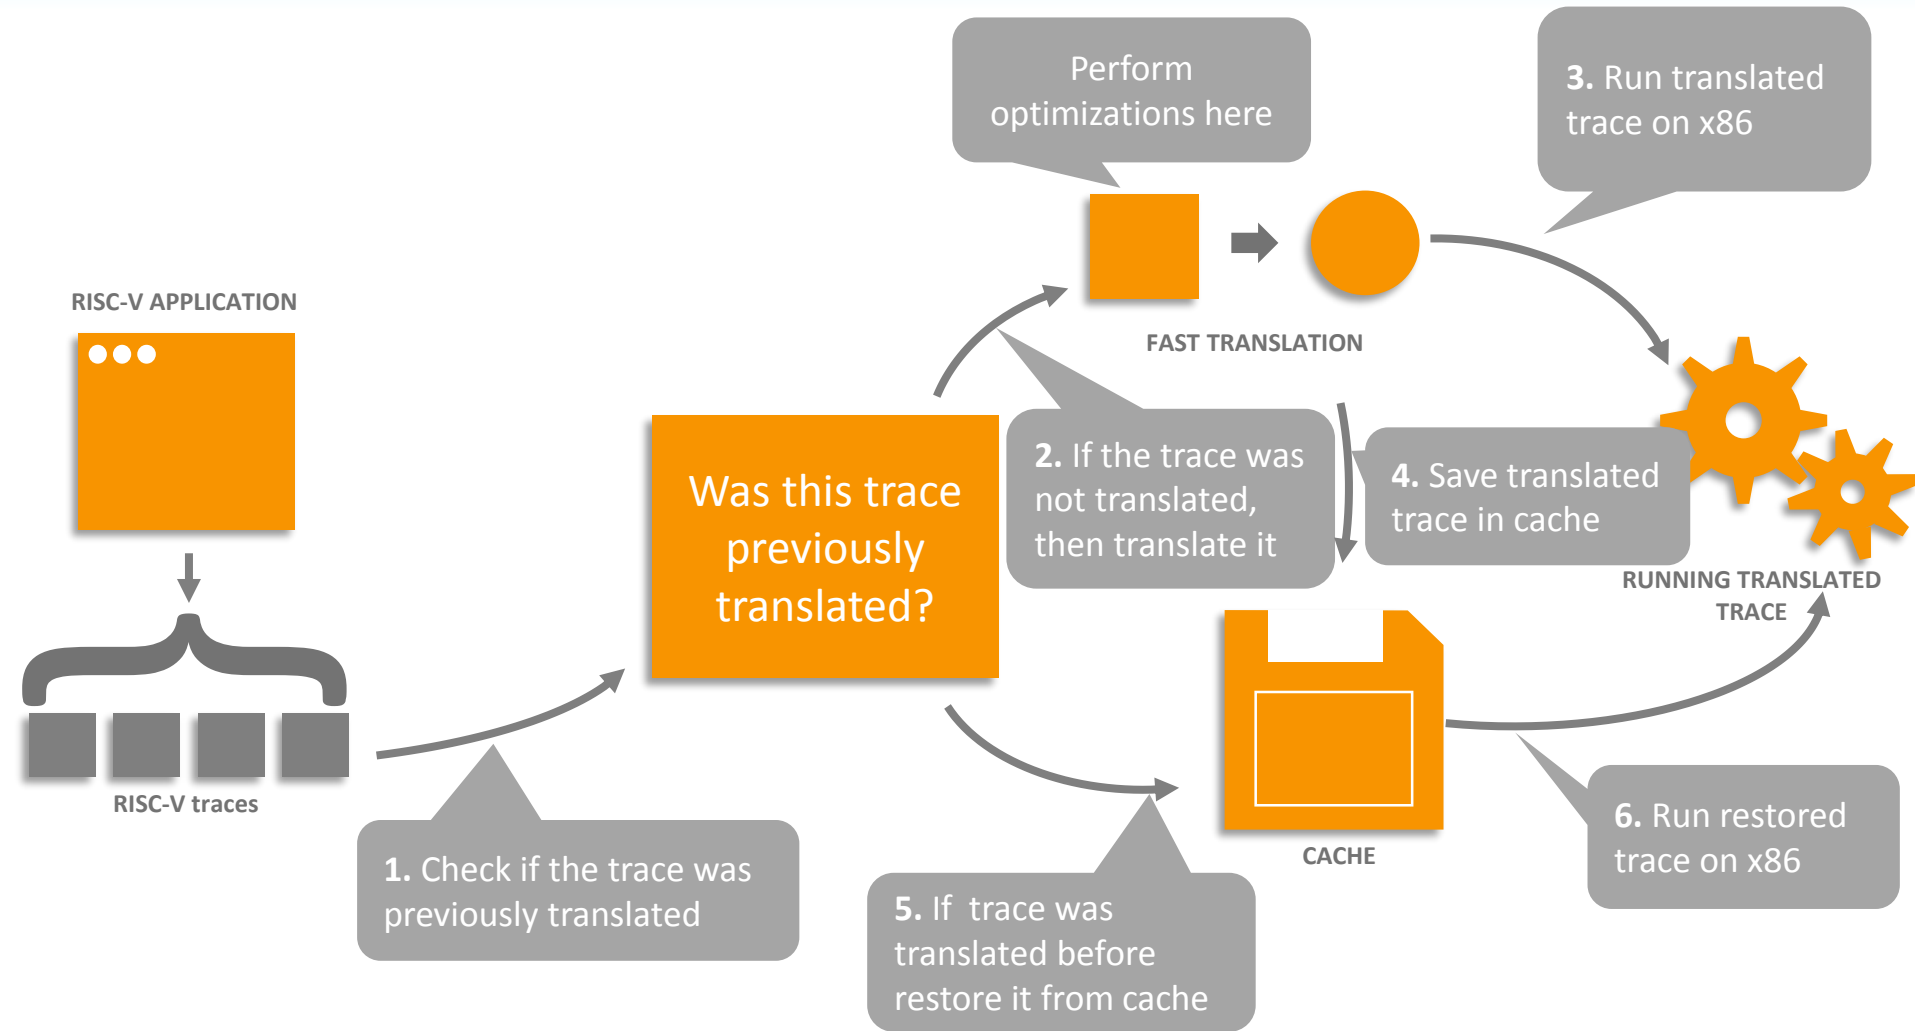 RISC-V APPLICATION
RISC-V traces
1. Check if the trace was
previously translated
Was this trace
previously
translated?
2. If the trace was
not translated,
then translate it
Perform
optimizations here
FAST TRANSLATION
3. Run translated
trace on x86
4. Save translated
trace in cache
RUNNING TRANSLATED
TRACE
CACHE
5. If  trace was
translated before
restore it from cache
6. Run restored
trace on x86